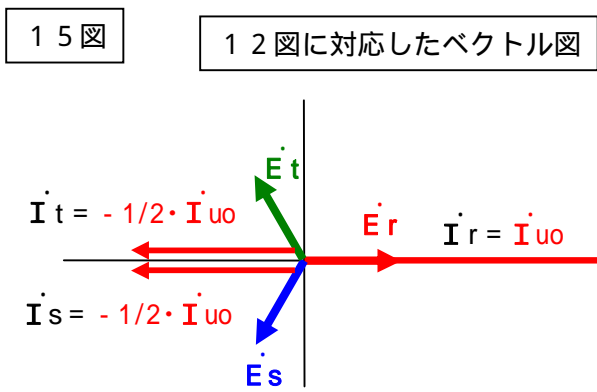 １５図
１２図に対応したベクトル図
Ėt
İt = - 1/2・İuo
Ėr
İr = İuo
İs = - 1/2・İuo
Ės